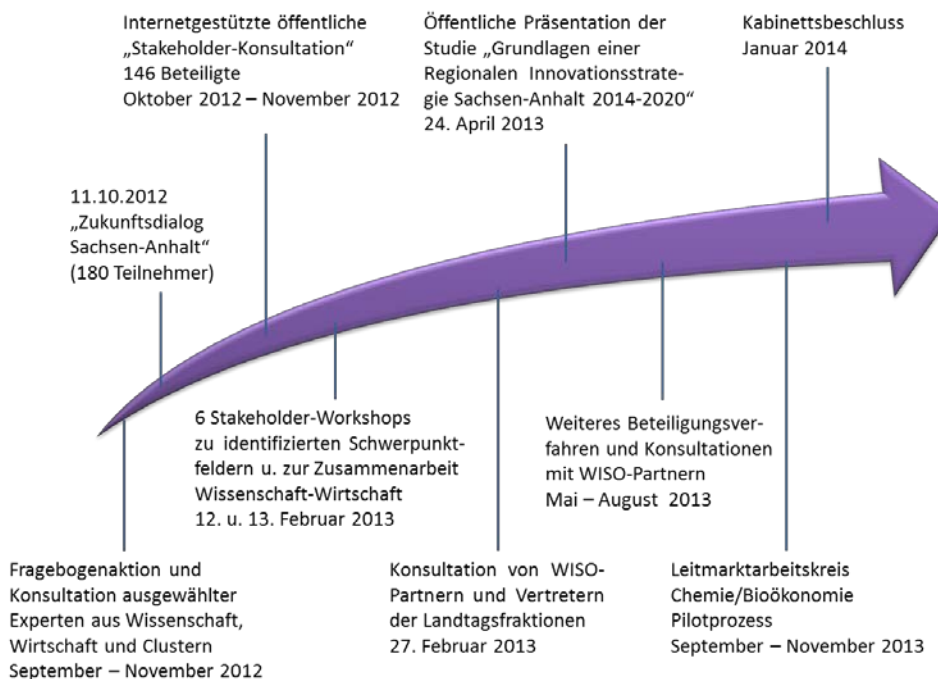 Internetgestützte öffentliche
„Stakeholder-Konsultation“
146 Beteiligte
Oktober 2012 – November 2012
Öffentliche Präsentation der
Studie „Grundlagen einer
Regionalen Innovationsstrate-
gie Sachsen-Anhalt 2014-2020“
24. April 2013
Kabinettsbeschluss
Januar 2014
11.10.2012
„Zukunftsdialog
Sachsen-Anhalt“
(180 Teilnehmer)
6 Stakeholder-Workshops
zu identifizierten Schwerpunkt-
feldern u. zur Zusammenarbeit
Wissenschaft-Wirtschaft
12. u. 13. Februar 2013
Weiteres Beteiligungsver-
fahren und Konsultationen
mit WISO-Partnern
Mai – August 2013
Fragebogenaktion und
Konsultation ausgewählter
Experten aus Wissenschaft,
Wirtschaft und Clustern
September – November 2012
Konsultation von WISO-
Partnern und Vertretern
der Landtagsfraktionen
27. Februar 2013
Leitmarktarbeitskreis
Chemie/Bioökonomie
Pilotprozess
September – November 2013